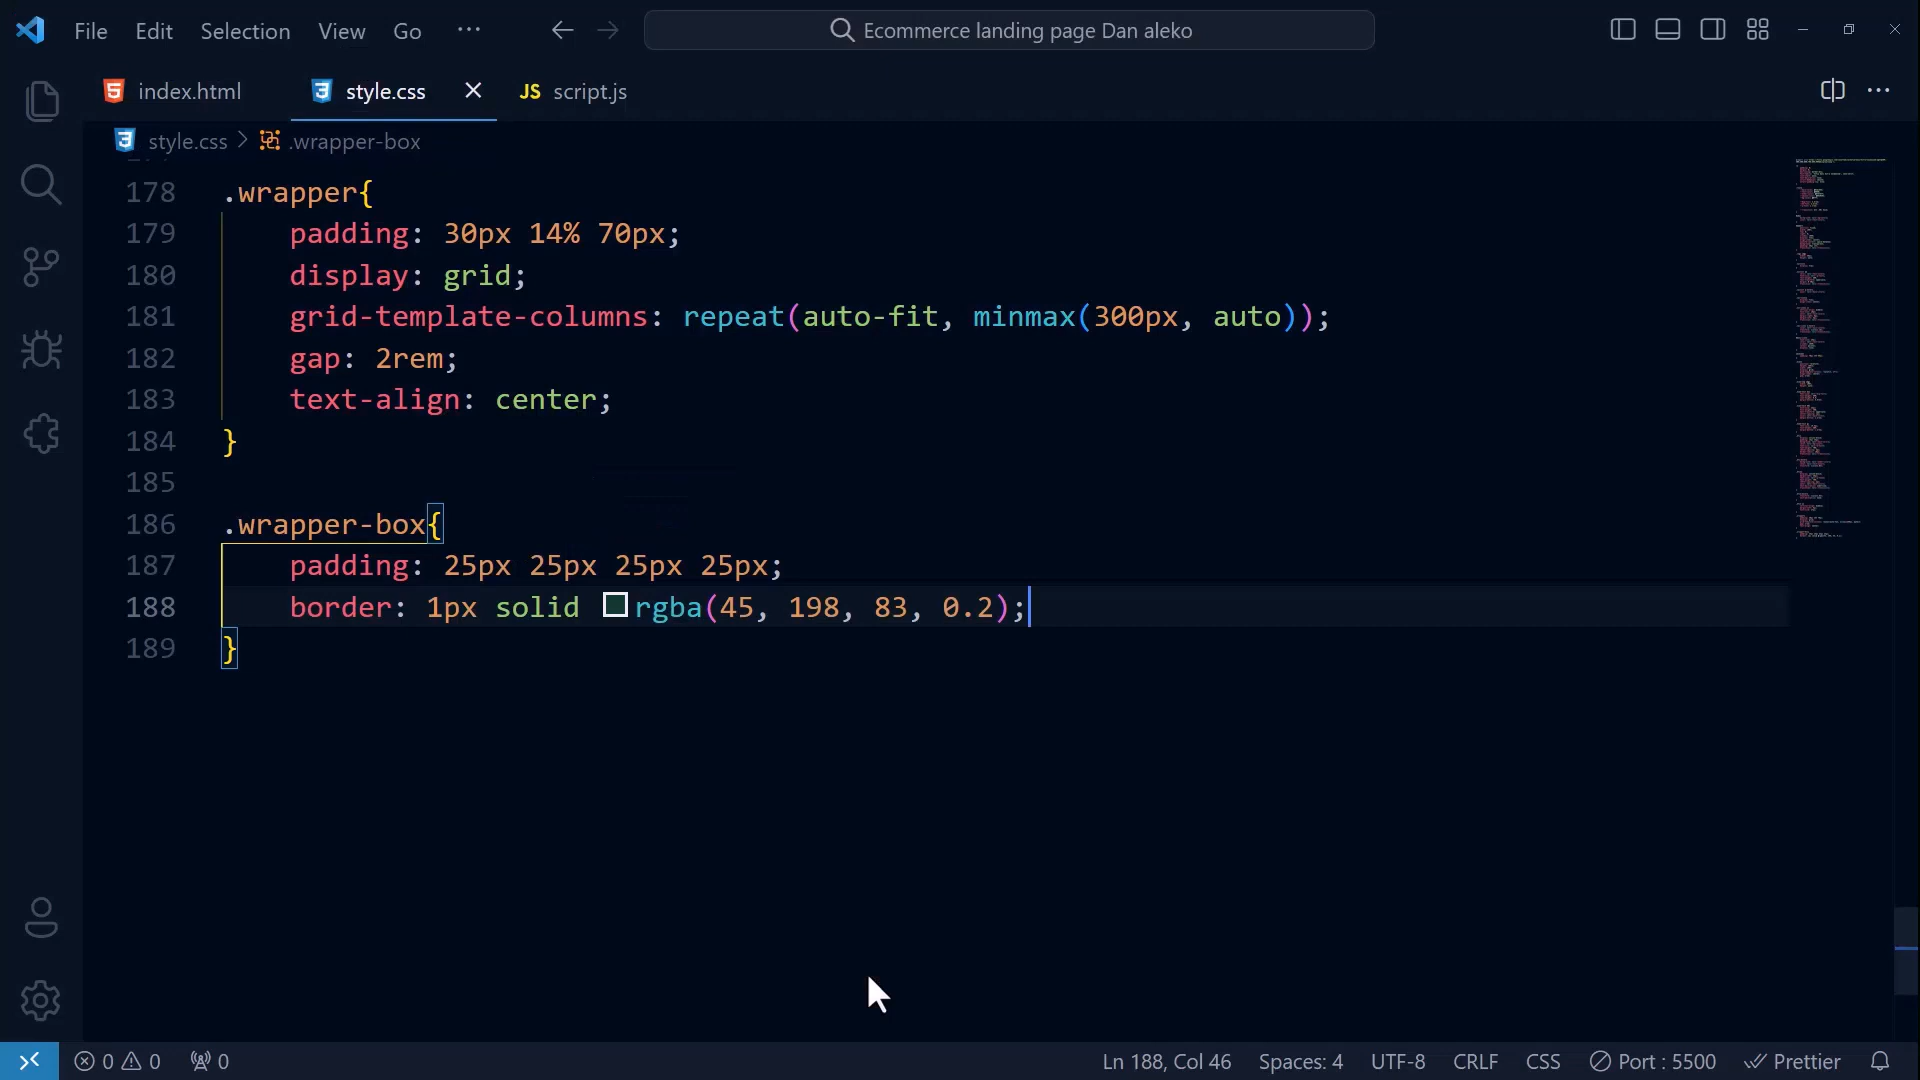 File Edit Selection View Go ... Ecommerce landing page Dan aleko
index.html style.css JS script.js
style.css > .wrapper-box
178 .wrapper{
179 padding: 30px 14% 70px;
180 display: grid;
181 grid-template-columns: repeat(auto-fit, minmax(300px, auto));
182 gap: 2rem;
183 text-align: center;
184 }
185
186 .wrapper-box{
187 padding: 25px 25px 25px 25px;
188 border: 1px solid rgba(45, 198, 83, 0.2);
189 }
0 0 0 Ln 188, Col 46 Spaces: 4 UTF-8 CRLF CSS Port : 5500 Prettier